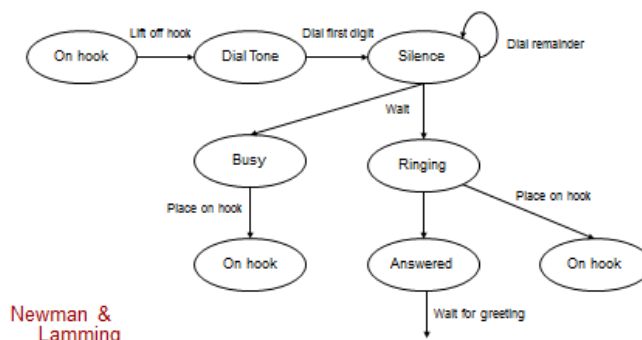 Lift off hook
Dial first digit
On hook
Dial Tone
Silence
Dial remainder
Wait
Busy
Ringing
Place on hook
Place on hook
On hook
Answered
On hook
Wait for greeting
Newman &
Lamming